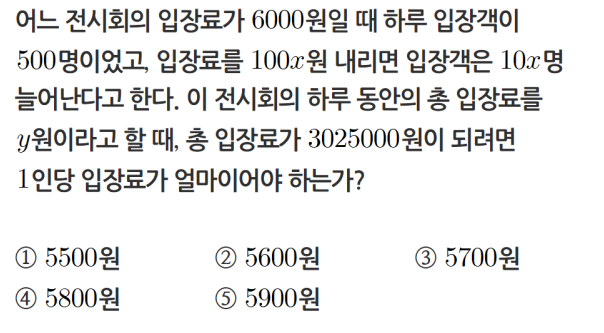 어느 전시회의 입장료가 6000원일 때 하루 입장객이
500명이었고, 입장료를 100x원 내리면 입장객은 10x명
늘어난다고 한다. 이 전시회의 하루 동안의 총 입장료를
y원이라고 할 때, 총 입장료가 3025000원이 되려면
1인당 입장료가 얼마이어야 하는가?
① 5500원 ② 5600원 ③ 5700원
④ 5800원 ⑤ 5900원